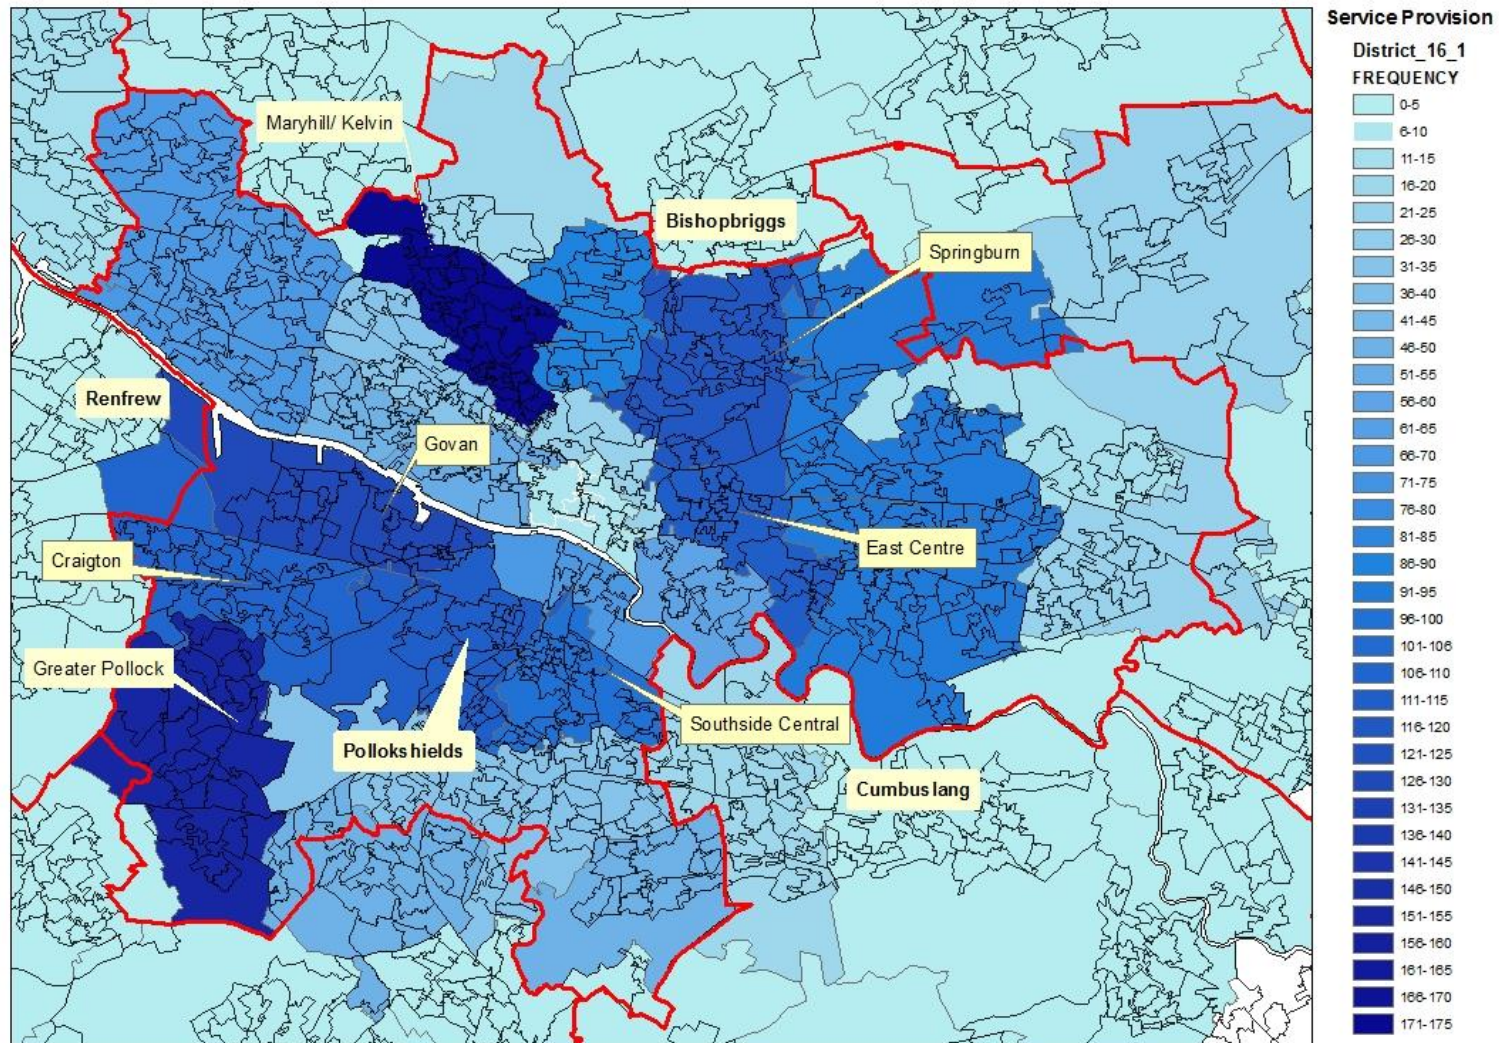 Service Provision
District_16_1
FREQUENCY
0-5
6-10
11-15
16-20
21-25
26-30
31-35
36-40
41-45
46-50
51-55
56-60
61-65
66-70
71-75
76-80
81-85
86-90
91-95
96-100
101-106
106-110
111-115
116-120
121-125
126-130
131-135
136-140
141-145
146-150
151-155
156-160
161-165
166-170
171-175
Maryhill/ Kelvin
Bishopbriggs
Springburn
Renfrew
Govan
East Centre
Craigton
Greater Pollock
Southside Central
Pollokshields
Cumbuslang